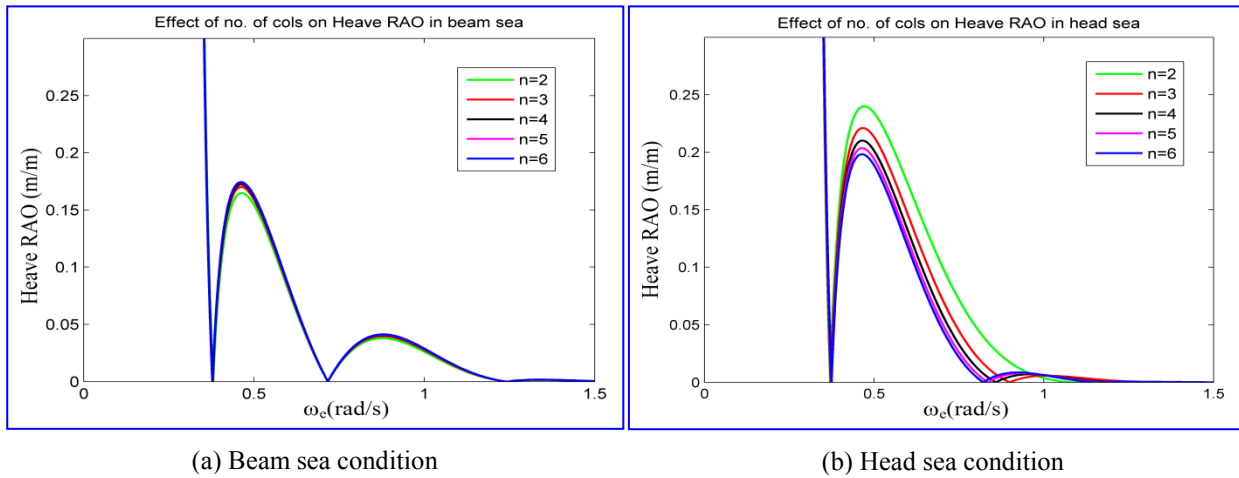 Effect of no. of cols on Heave RAO in beam sea
Heave RAO (m/m)
0.25
0.2
0.15
0.1
0.05
0
0 0.5 1 1.5
ωe(rad/s)
n=2
n=3
n=4
n=5
n=6
(a) Beam sea condition
Effect of no. of cols on Heave RAO in head sea
Heave RAO (m/m)
0.25
0.2
0.15
0.1
0.05
0
0 0.5 1 1.5
ωe(rad/s)
n=2
n=3
n=4
n=5
n=6
(b) Head sea condition